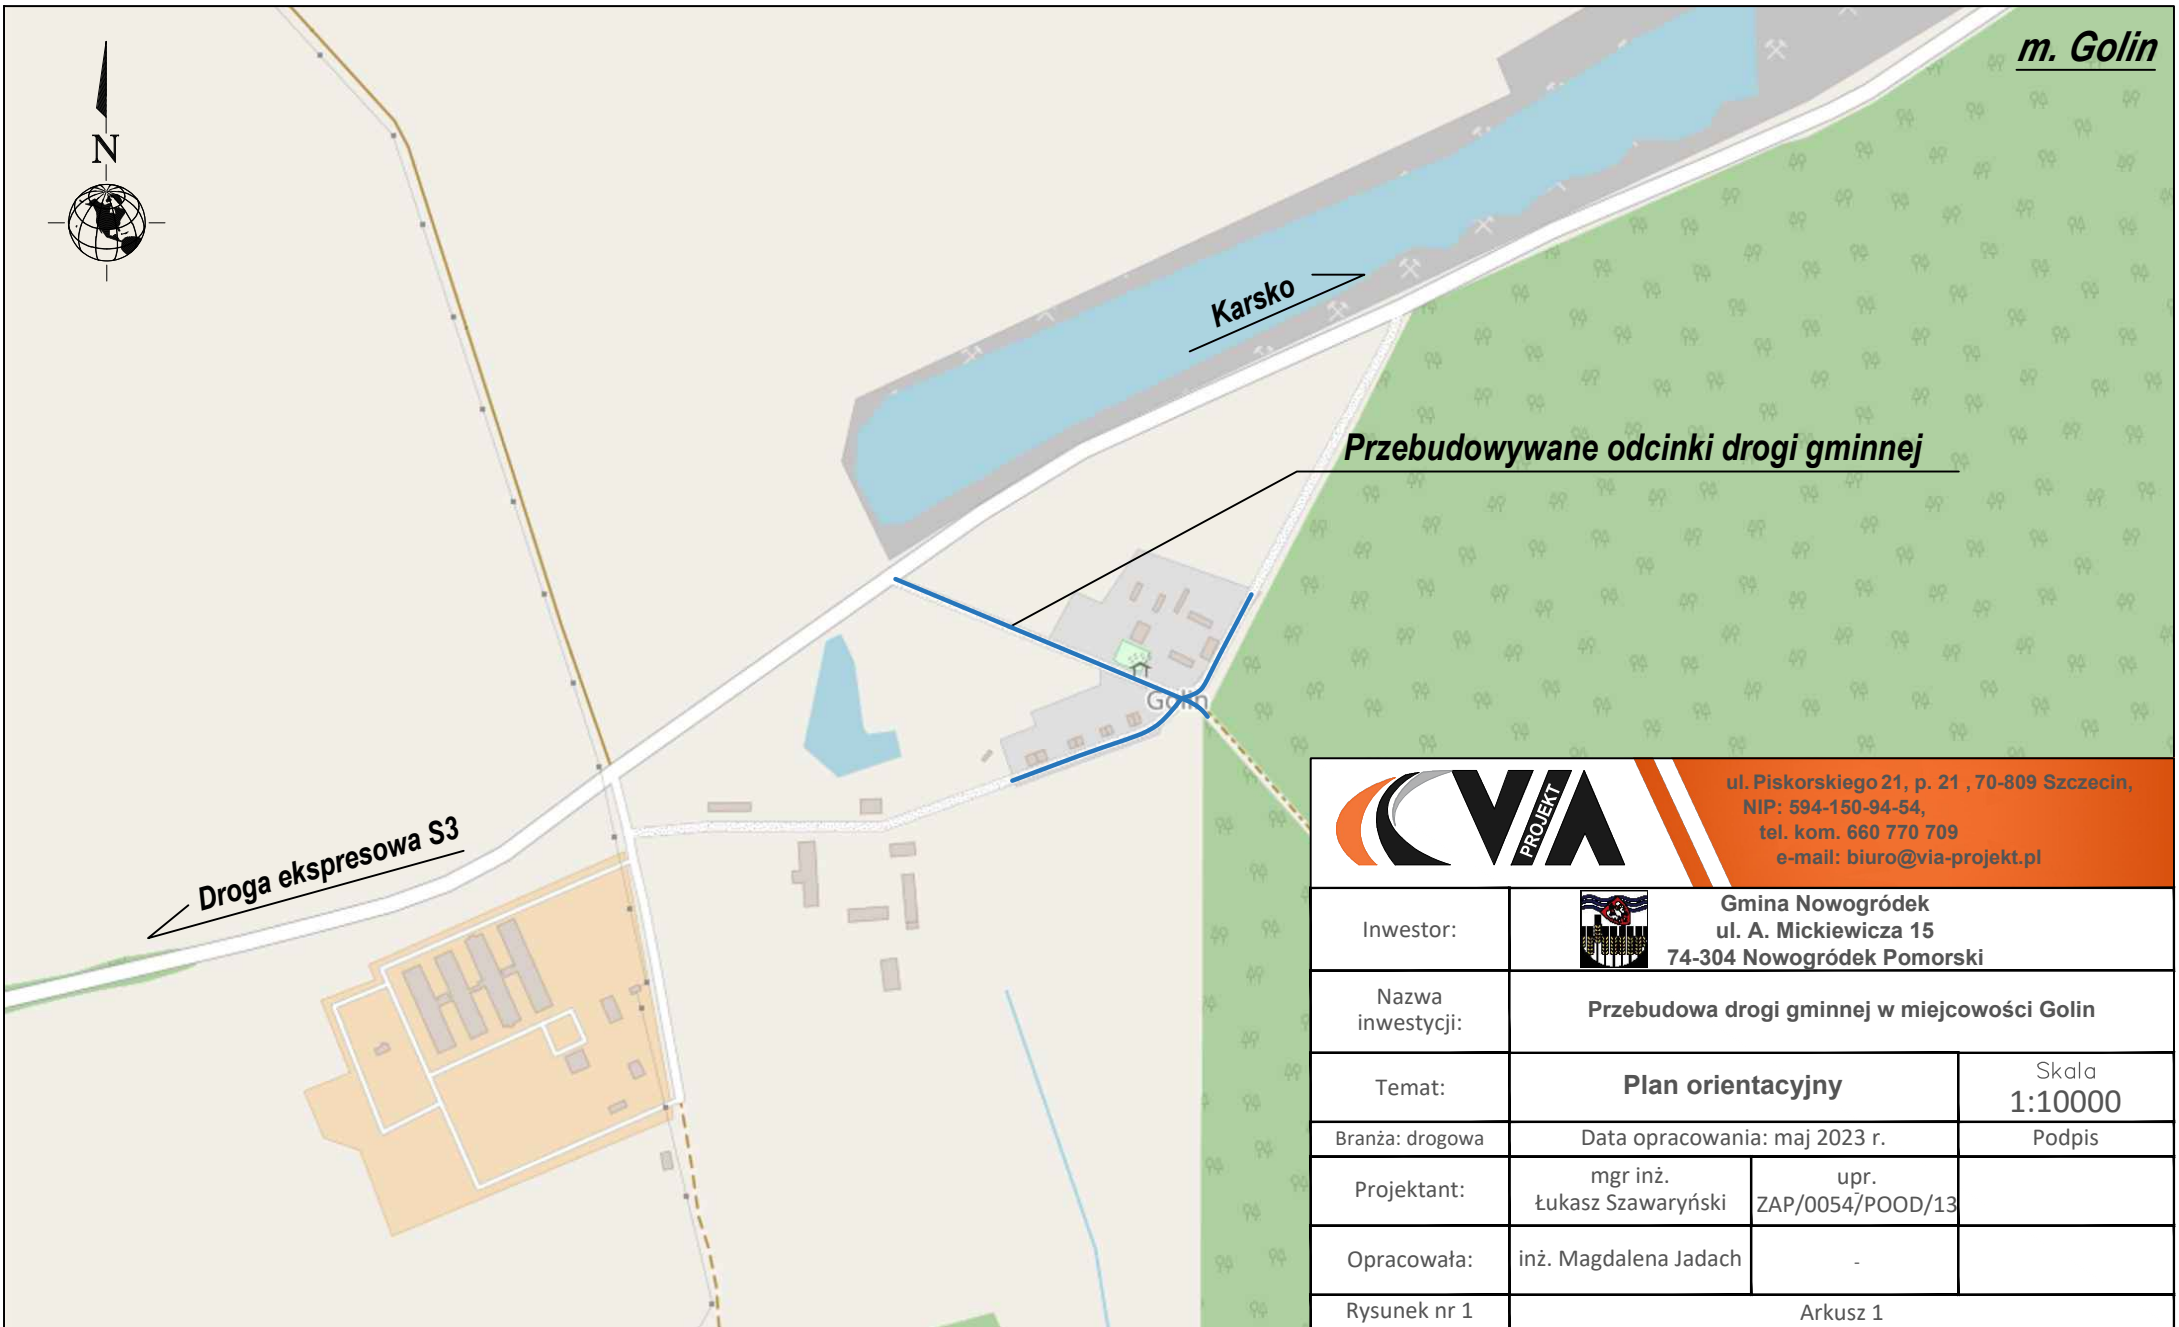 m. Golin
N
Karsko
Przebudowywane odcinki drogi gminnej
Golin
Droga ekspresowa S3
VIA
PROJEKT
ul. Piskorskiego 21, p. 21 , 70-809 Szczecin,
NIP: 594-150-94-54,
tel. kom. 660 770 709
e-mail: biuro@via-projekt.pl
Inwestor:
Gmina Nowogródek
ul. A. Mickiewicza 15
74-304 Nowogródek Pomorski
Nazwa
inwestycji:
Przebudowa drogi gminnej w miejcowości Golin
Temat:
Plan orientacyjny
Skala
1:10000
Branża: drogowa
Data opracowania: maj 2023 r.
Podpis
Projektant:
mgr inż.
Łukasz Szawaryński
upr.
ZAP/0054/POOD/13
Opracowała:
inż. Magdalena Jadach
-
Rysunek nr 1
Arkusz 1